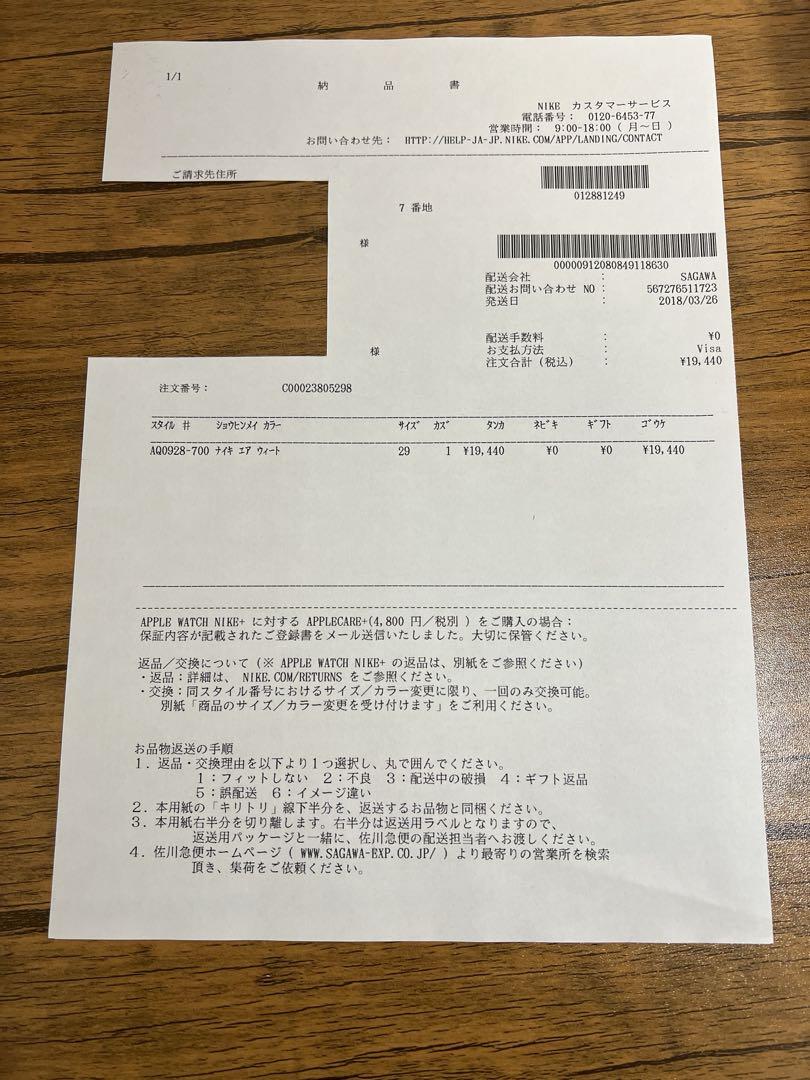 1/1
納 品 書
NIKE カスタマーサービス
電話番号： 0120-6453-77
営業時間： 9:00-18:00 ( 月～日 )
お問い合わせ先： HTTP://HELP-JA-JP.NIKE.COM/APP/LANDING/CONTACT
ご請求先住所
012881249
7 番地
様
00000912080849118630
配送会社 : SAGAWA
配送お問い合わせ NO : 567276511723
発送日 : 2018/03/26
配送手数料 : ¥0
様
お支払方法 : Visa
注文合計 (税込) : ¥19,440
注文番号： C00023805298
ｽﾀｲﾙ 井 ｼｮｳﾋﾝﾒｲ ｶﾗｰ ｻｲｽﾞ ｶｽﾞ ﾀﾝｶ ﾈﾋﾞｷ ｷﾞﾌﾄ ｺﾞｳｹ
AQ0928-700 ﾅｲｷ ｴｱ ｳｨｰﾄ 29 1 ¥19,440 ¥0 ¥0 ¥19,440
APPLE WATCH NIKE+ に対する APPLECARE+(4,800 円／税別 ) をご購入の場合：
保証内容が記載されたご登録書をメール送信いたしました。大切に保管ください。
返品／交換について (※ APPLE WATCH NIKE+ の返品は、別紙をご参照ください)
・返品：詳細は、 NIKE.COM/RETURNS をご参照ください。
・交換：同スタイル番号におけるサイズ／カラー変更に限り、一回のみ交換可能。
別紙「商品のサイズ／カラー変更を受け付けます」をご利用ください。
お品物返送の手順
１．返品・交換理由を以下より１つ選択し、丸で囲んでください。
１：フィットしない ２：不良 ３：配送中の破損 ４：ギフト返品
５：誤配送 ６：イメージ違い
２．本用紙の「キリトリ」線下半分を、返送するお品物と同梱ください。
３．本用紙右半分を切り離します。右半分は返送用ラベルとなりますので、
返送用パッケージと一緒に、佐川急便の配送担当者へお渡しください。
４．佐川急便ホームページ ( WWW.SAGAWA-EXP.CO.JP/ ) より最寄りの営業所を検索
頂き、集荷をご依頼ください。